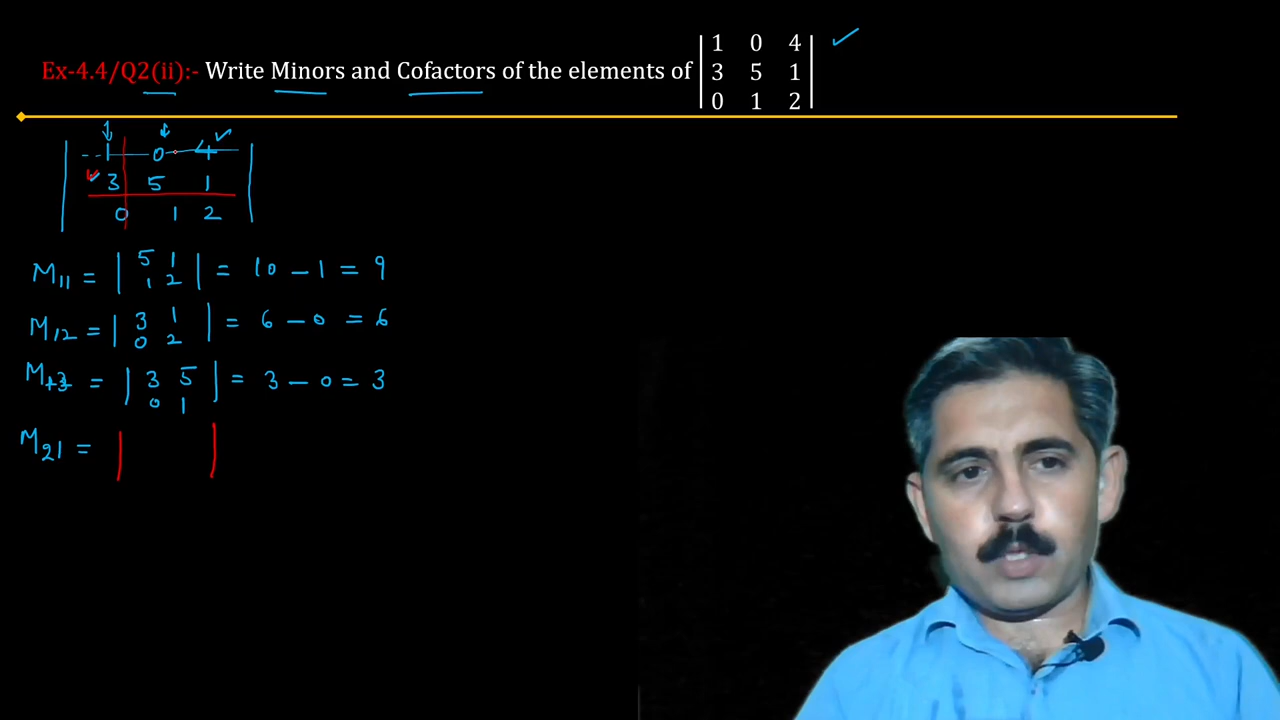 Ex-4.4/Q2(ii):- Write Minors and Cofactors of the elements of | 1 0 4 |
| 3 5 1 |
| 0 1 2 |
| 1 0 4 |
| 3 5 1 |
| 0 1 2 |
M11 = | 5 1 | = 10 - 1 = 9
| 1 2 |
M12 = | 3 1 | = 6 - 0 = 6
| 0 2 |
M13 = | 3 5 | = 3 - 0 = 3
| 0 1 |
M21 = | |